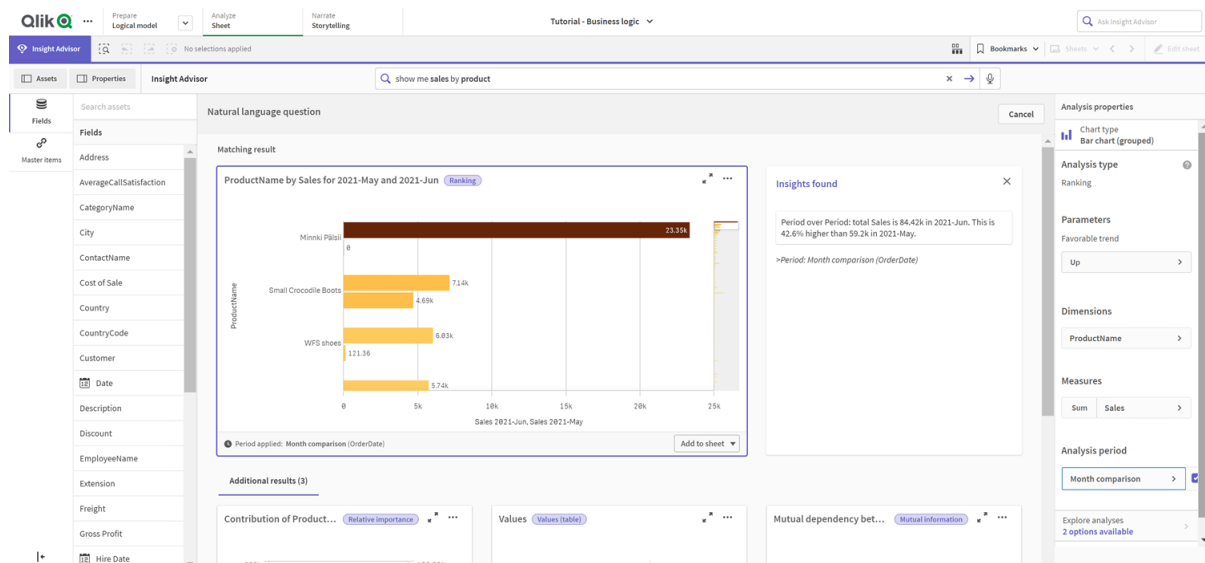 Qlik
Prepare
Logical model
Analyze
Sheet
Narrate
Storytelling
Tutorial - Business logic
Ask Insight Advisor
Insight Advisor
No selections applied
Bookmarks
Sheets
Edit sheet
Assets
Properties
Insight Advisor
show me sales by product
Fields
Master items
Search assets
Fields
Address
AverageCallSatisfaction
CategoryName
City
ContactName
Cost of Sale
Country
CountryCode
Customer
Date
Description
Discount
EmployeeName
Extension
Freight
Gross Profit
Hire Date
Natural language question
Cancel
Matching result
ProductName by Sales for 2021-May and 2021-Jun Ranking
ProductName
Minnki Pälsii
23.35k
0
Small Crocodile Boots
7.14k
4.69k
WFS shoes
6.03k
121.36
5.74k
0 5k 10k 15k 20k 25k
Sales 2021-Jun, Sales 2021-May
Period applied: Month comparison (OrderDate)
Add to sheet
Insights found
Period over Period: total Sales is 84.42k in 2021-Jun. This is
42.6% higher than 59.2k in 2021-May.
>Period: Month comparison (OrderDate)
Additional results (3)
Contribution of Product... Relative importance
Values Values (table)
Mutual dependency bet... Mutual information
Analysis properties
Chart type
Bar chart (grouped)
Analysis type
Ranking
Parameters
Favorable trend
Up
Dimensions
ProductName
Measures
Sum Sales
Analysis period
Month comparison
Explore analyses
2 options available